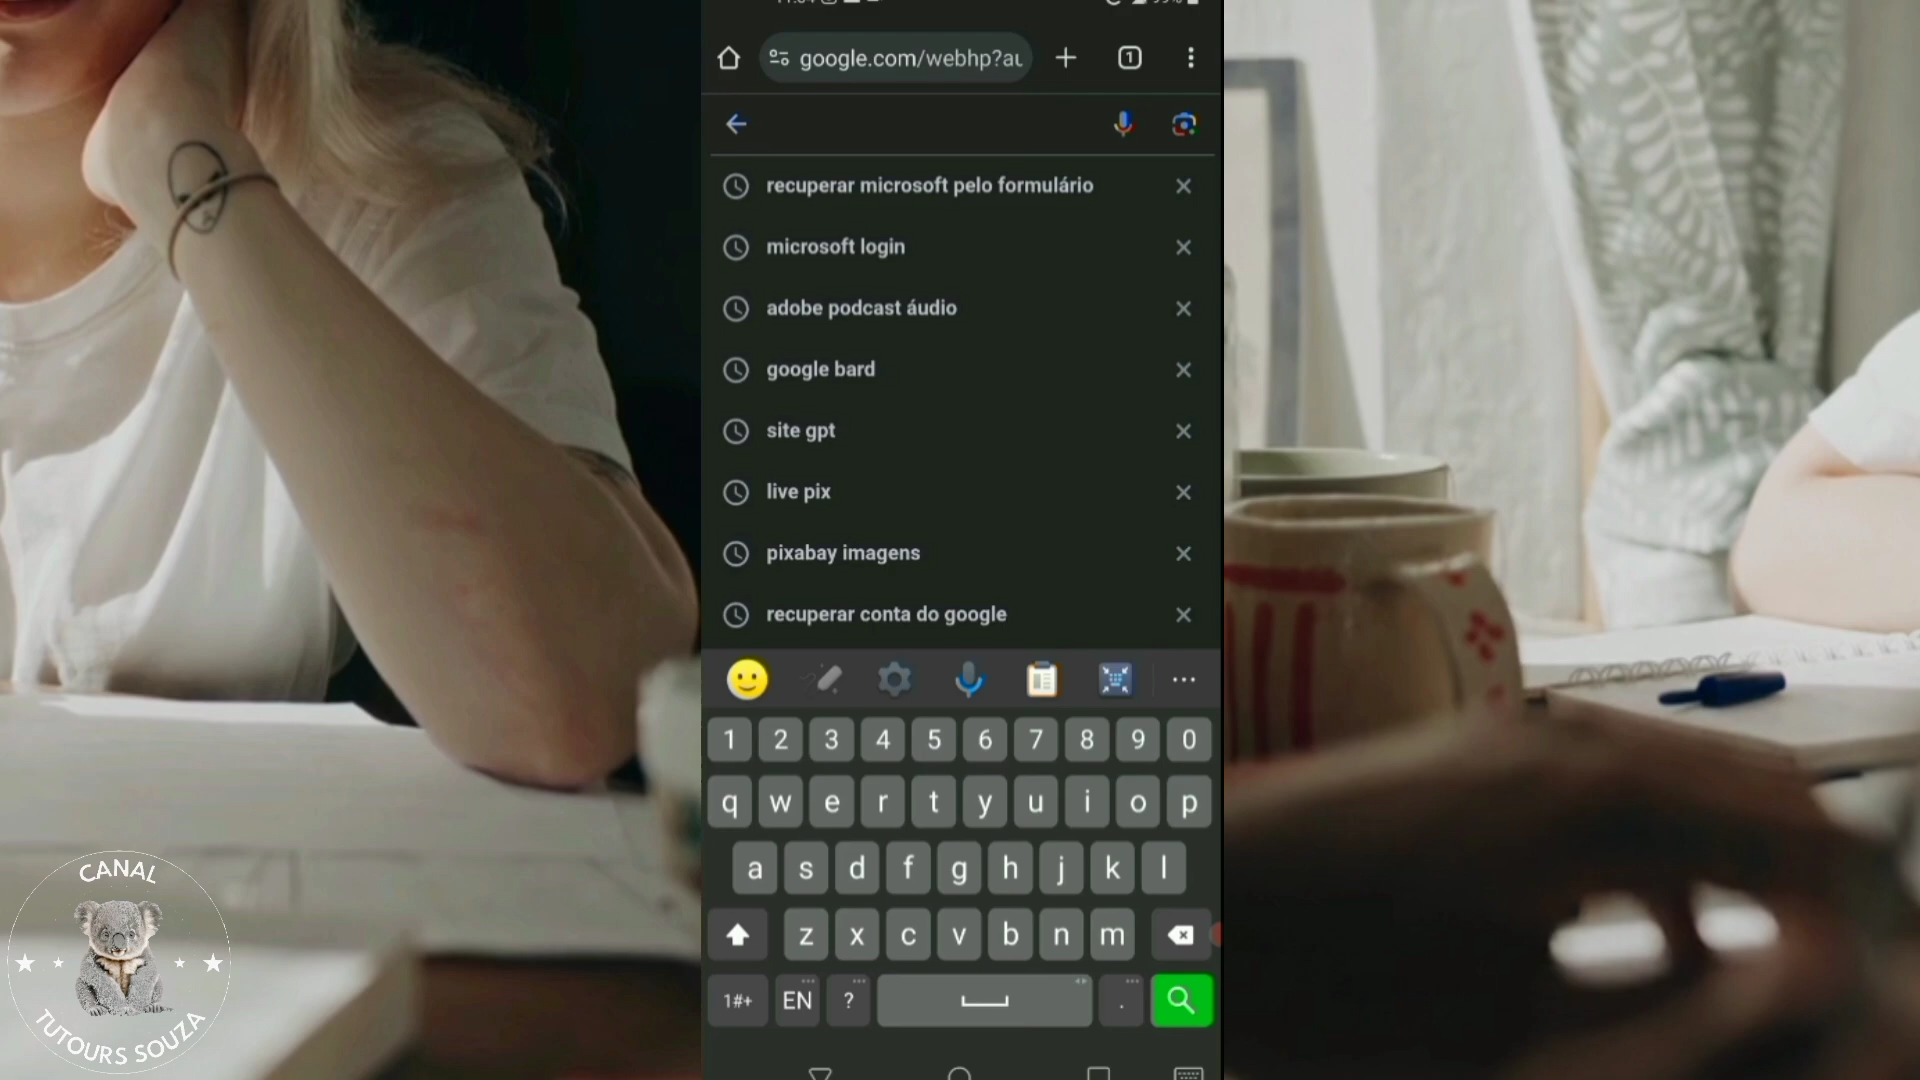 google.com/webhp?au
1
recuperar microsoft pelo formulário
microsoft login
adobe podcast áudio
google bard
site gpt
live pix
pixabay imagens
recuperar conta do google
1 2 3 4 5 6 7 8 9 0
q w e r t y u i o p
a s d f g h j k l
z x c v b n m
1#+ EN ? .
CANAL
TUTOURS SOUZA